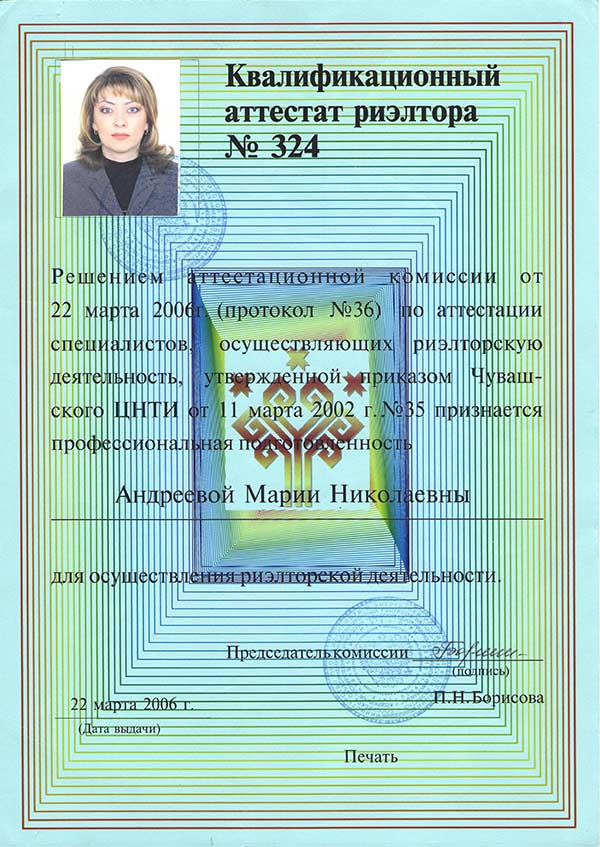 Квалификационный
аттестат риэлтора
№ 324
Решением аттестационной комиссии от
22 марта 2006г. (протокол №36) по аттестации
специалистов, осуществляющих риэлторскую
деятельность, утвержденной приказом Чуваш-
ского ЦНТИ от 11 марта 2002 г.№35 признается
профессиональная подготовленность
Андреевой Марии Николаевны
для осуществления риэлторской деятельности.
Председатель комиссии
(подпись)
П.Н.Борисова
22 марта 2006 г.
(Дата выдачи)
Печать